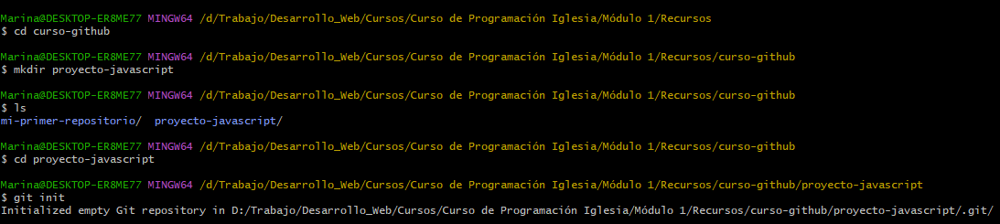 Marina@DESKTOP-ER8ME77 MINGW64 /d/Trabajo/Desarrollo_Web/Cursos/Curso de Programación Iglesia/Módulo 1/Recursos
$ cd curso-github
Marina@DESKTOP-ER8ME77 MINGW64 /d/Trabajo/Desarrollo_Web/Cursos/Curso de Programación Iglesia/Módulo 1/Recursos/curso-github
$ mkdir proyecto-javascript
Marina@DESKTOP-ER8ME77 MINGW64 /d/Trabajo/Desarrollo_Web/Cursos/Curso de Programación Iglesia/Módulo 1/Recursos/curso-github
$ ls
mi-primer-repositorio/  proyecto-javascript/
Marina@DESKTOP-ER8ME77 MINGW64 /d/Trabajo/Desarrollo_Web/Cursos/Curso de Programación Iglesia/Módulo 1/Recursos/curso-github
$ cd proyecto-javascript
Marina@DESKTOP-ER8ME77 MINGW64 /d/Trabajo/Desarrollo_Web/Cursos/Curso de Programación Iglesia/Módulo 1/Recursos/curso-github/proyecto-javascript
$ git init
Initialized empty Git repository in D:/Trabajo/Desarrollo_Web/Cursos/Curso de Programación Iglesia/Módulo 1/Recursos/curso-github/proyecto-javascript/.git/